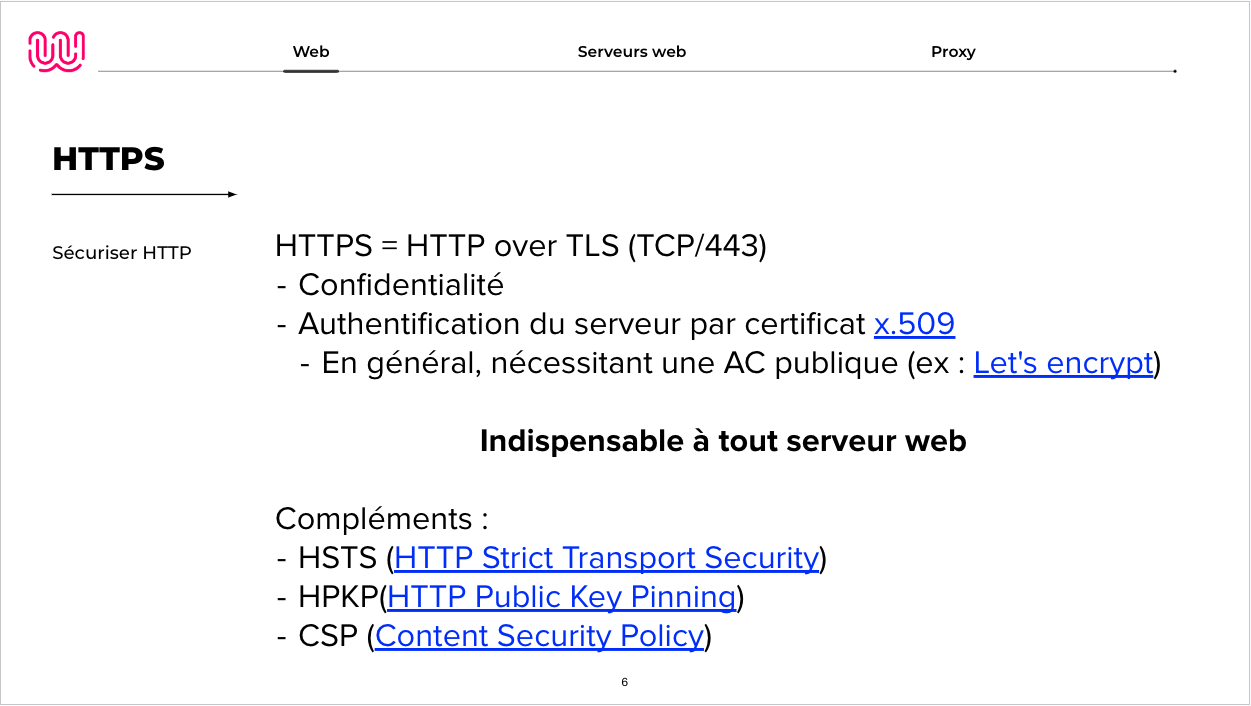 Web
Serveurs web
Proxy
HTTPS
Sécuriser HTTP
HTTPS = HTTP over TLS (TCP/443)
- Confidentialité
- Authentification du serveur par certificat x.509
- En général, nécessitant une AC publique (ex : Let's encrypt)
Indispensable à tout serveur web
Compléments :
- HSTS (HTTP Strict Transport Security)
- HPKP(HTTP Public Key Pinning)
- CSP (Content Security Policy)
6